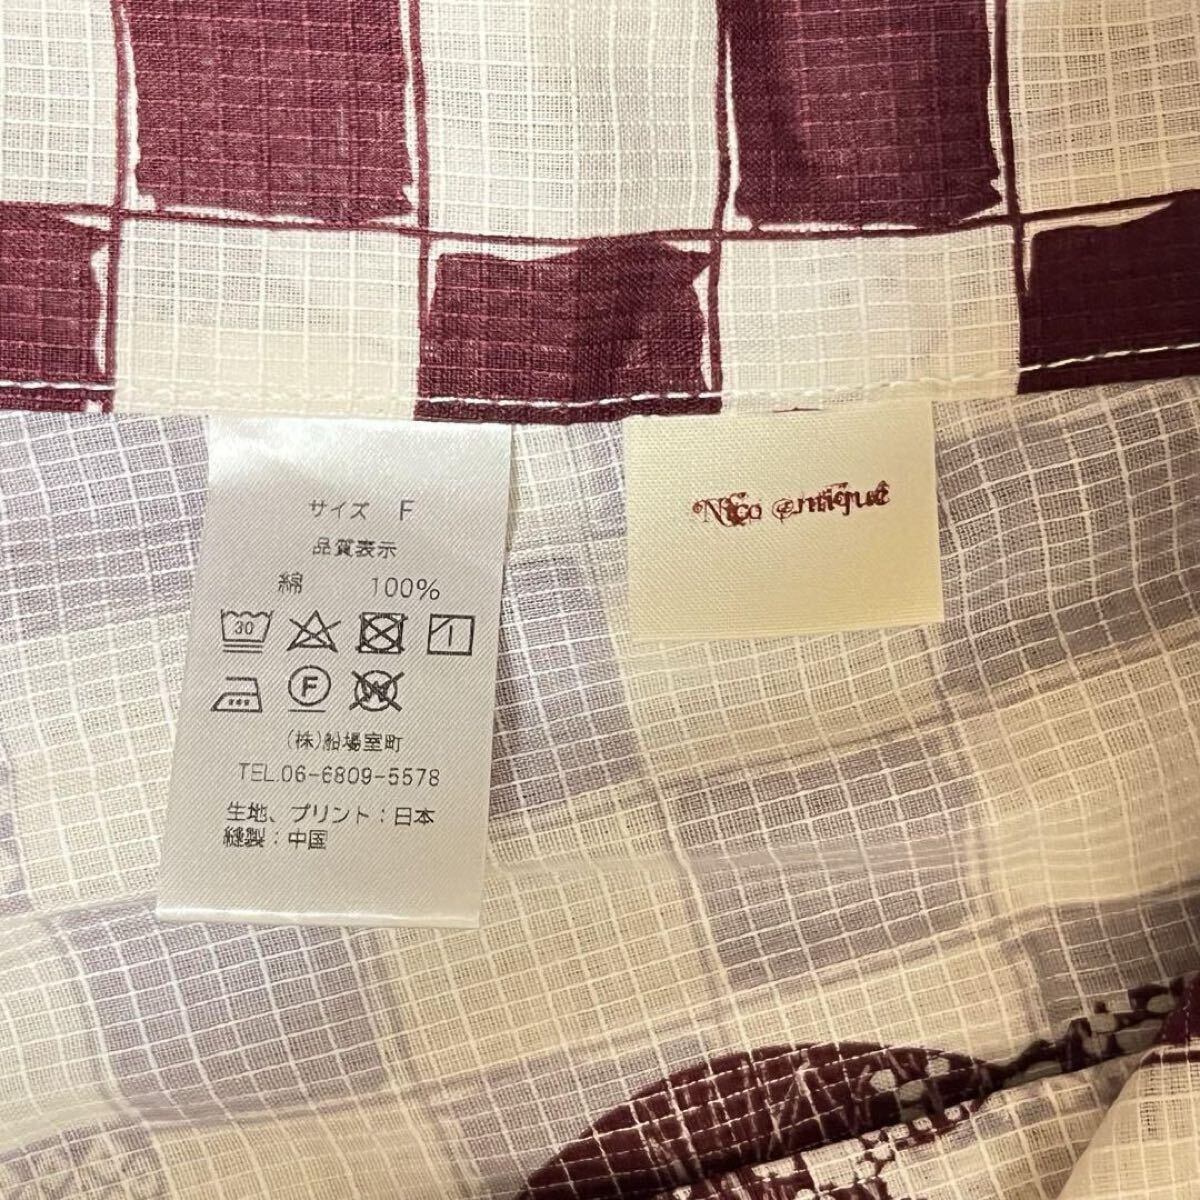 サイズ F
品質表示
綿 100%
30
F
W
(株)船場室町
TEL.06-6809-5578
生地、プリント:日本
縫製:中国
Nico antique